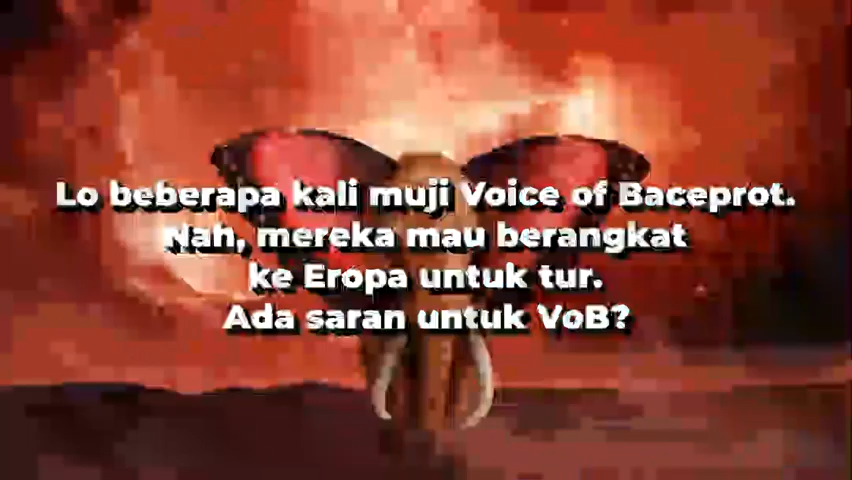 Lo beberapa kali muji Voice of Baceprot.
Nah, mereka mau berangkat
ke Eropa untuk tur.
Ada saran untuk VoB?